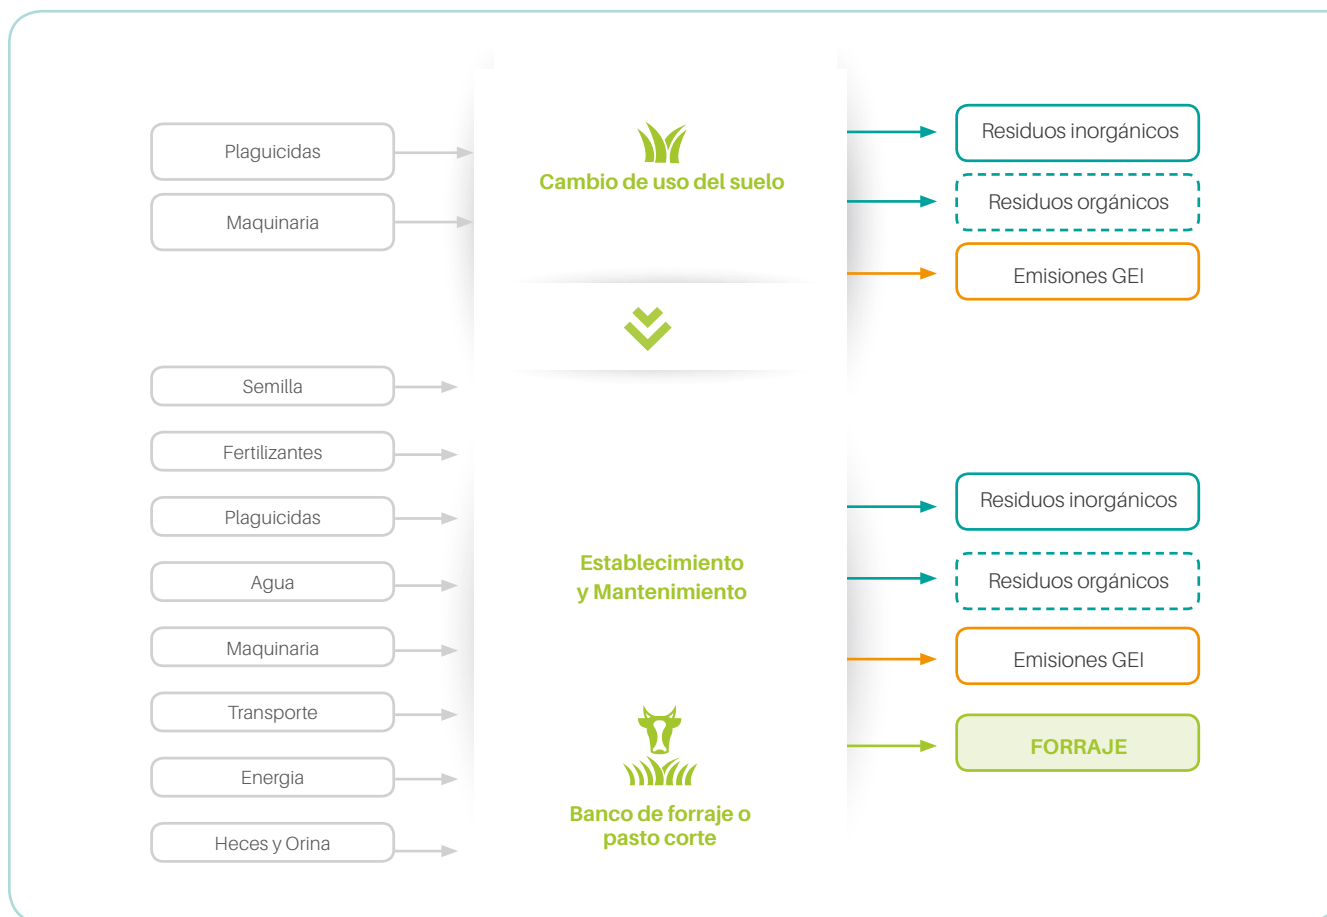 Plaguicidas
Maquinaria
Cambio de uso del suelo
Residuos inorgánicos
Residuos orgánicos
Emisiones GEI
Semilla
Fertilizantes
Plaguicidas
Agua
Maquinaria
Transporte
Energia
Heces y Orina
Establecimiento
y Mantenimiento
Banco de forraje o
pasto corte
Residuos inorgánicos
Residuos orgánicos
Emisiones GEI
FORRAJE